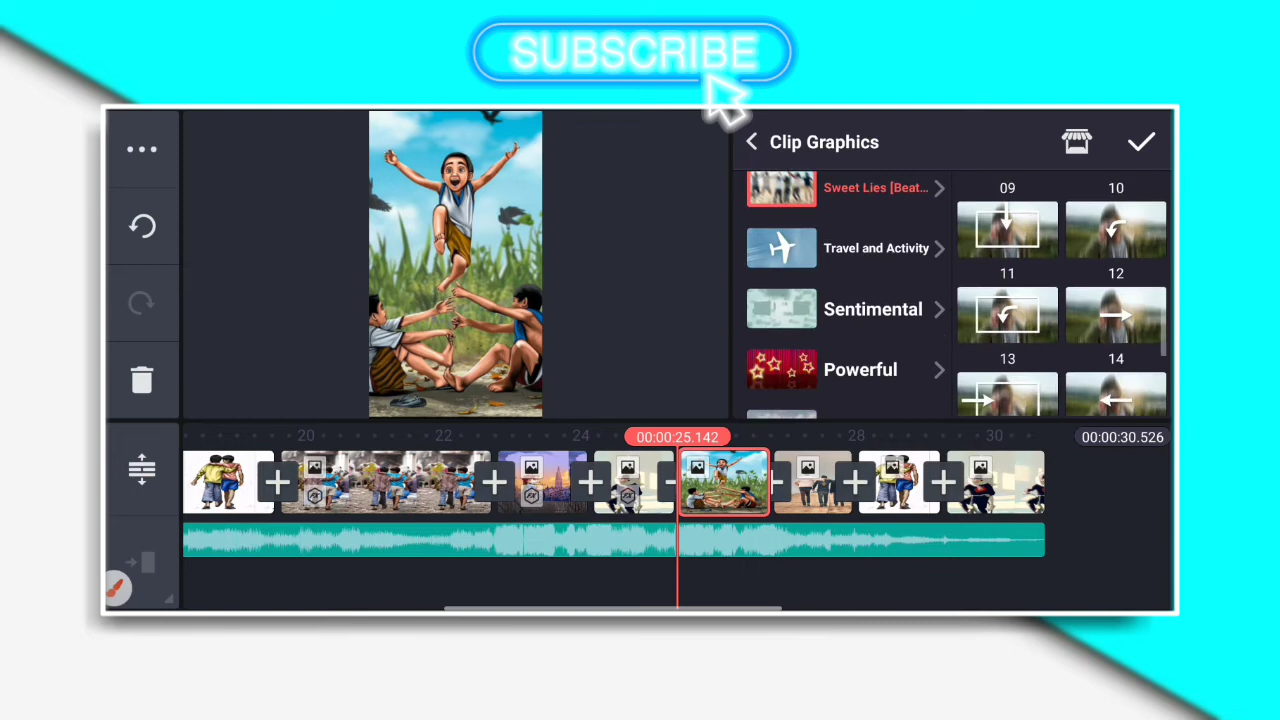 SUBSCRIBE
Clip Graphics
Sweet Lies [Beat...
Travel and Activity
Sentimental
Powerful
09
10
11
12
13
14
20
22
24
00:00:25.142
28
30
00:00:30.526